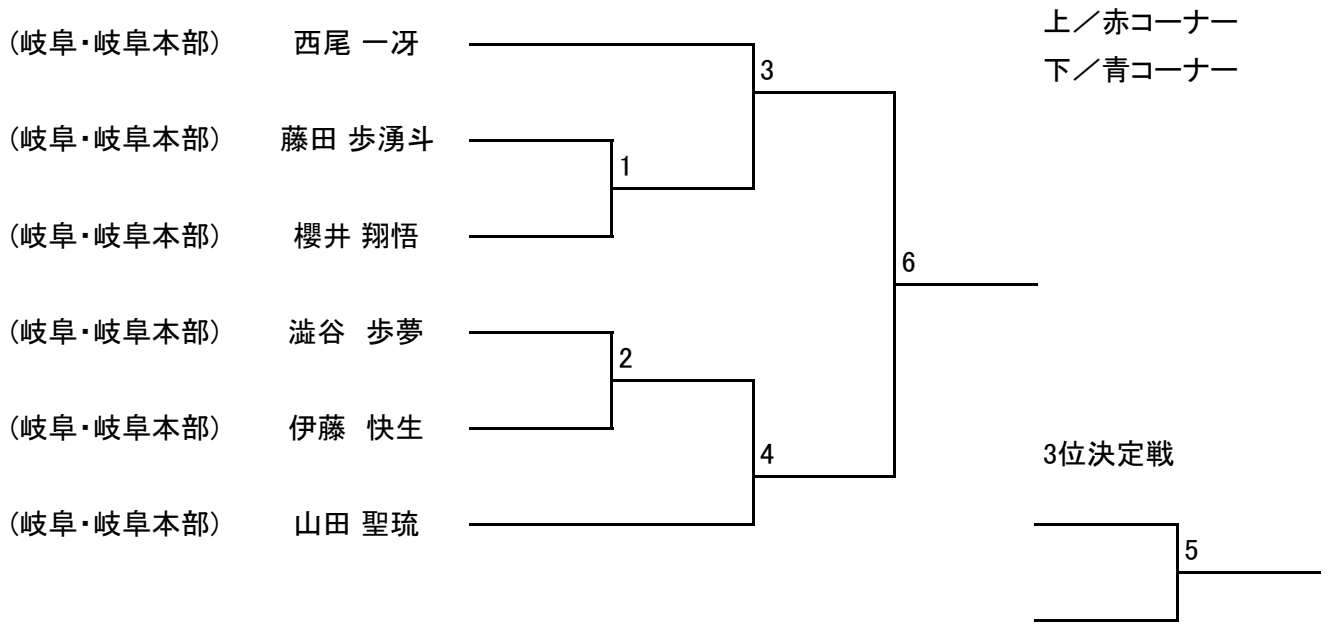 上／赤コーナー
(岐阜・岐阜本部) 西尾 一冴
下／青コーナー
3
(岐阜・岐阜本部) 藤田 歩湧斗
1
(岐阜・岐阜本部) 櫻井 翔悟
6
(岐阜・岐阜本部) 澁谷 歩夢
2
(岐阜・岐阜本部) 伊藤 快生
4
3位決定戦
(岐阜・岐阜本部) 山田 聖琉
5